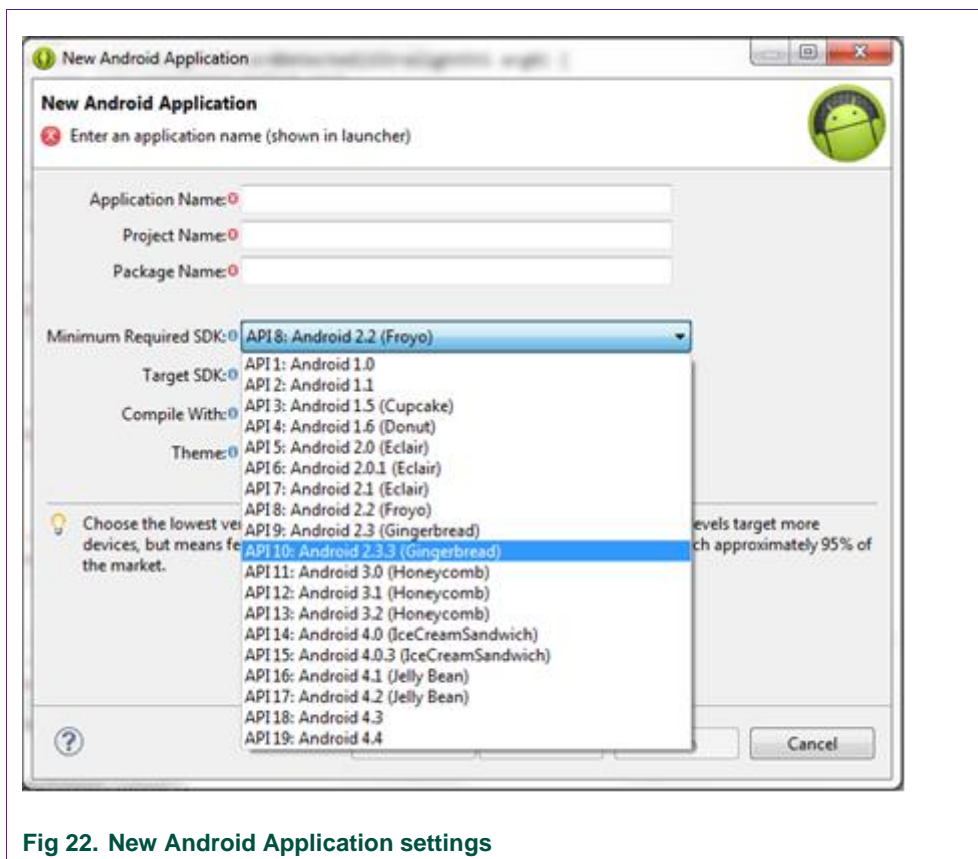 New Android Application
New Android Application
Enter an application name (shown in launcher)
Application Name:
Project Name:
Package Name:
Minimum Required SDK: API 8: Android 2.2 (Froyo)
Target SDK:
Compile With:
Theme:
API 1: Android 1.0
API 2: Android 1.1
API 3: Android 1.5 (Cupcake)
API 4: Android 1.6 (Donut)
API 5: Android 2.0 (Eclair)
API 6: Android 2.0.1 (Eclair)
API 7: Android 2.1 (Eclair)
API 8: Android 2.2 (Froyo)
API 9: Android 2.3 (Gingerbread)
API 10: Android 2.3.3 (Gingerbread)
API 11: Android 3.0 (Honeycomb)
API 12: Android 3.1 (Honeycomb)
API 13: Android 3.2 (Honeycomb)
API 14: Android 4.0 (IceCreamSandwich)
API 15: Android 4.0.3 (IceCreamSandwich)
API 16: Android 4.1 (Jelly Bean)
API 17: Android 4.2 (Jelly Bean)
API 18: Android 4.3
API 19: Android 4.4
Choose the lowest target more
devices, but means approximately 95% of
the market.
Cancel
Fig 22. New Android Application settings